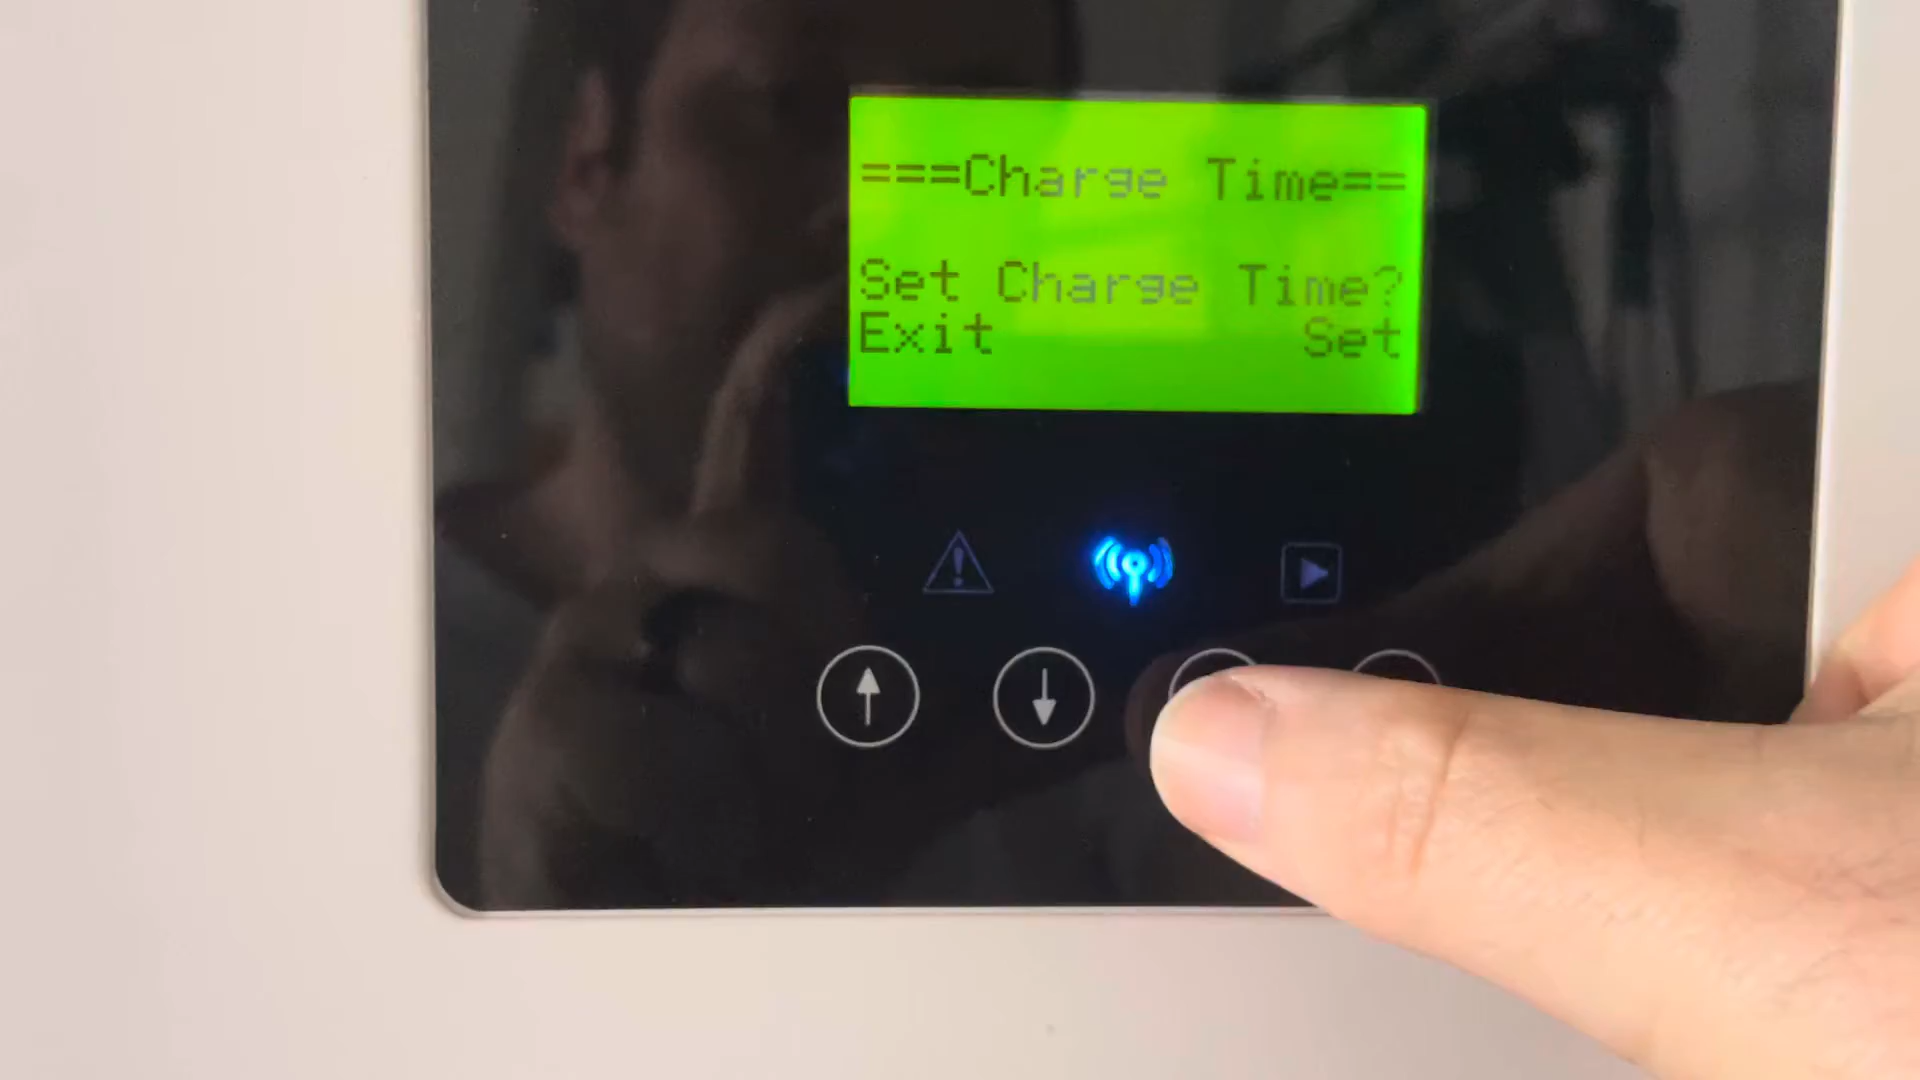 ===Charge Time==
Set Charge Time?
Exit Set